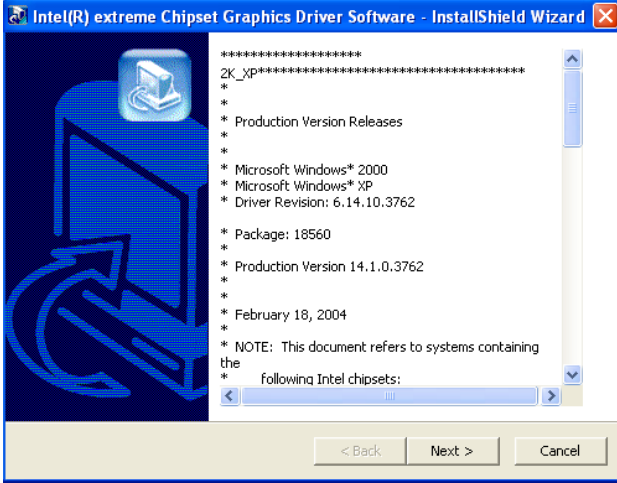 Intel(R) extreme Chipset Graphics Driver Software - InstallShield Wizard
*******************
2K_XP************************************
*
*
* Production Version Releases
*
*
* Microsoft Windows* 2000
* Microsoft Windows* XP
* Driver Revision: 6.14.10.3762
* Package: 18560
*
* Production Version 14.1.0.3762
*
*
* February 18, 2004
*
* NOTE: This document refers to systems containing
the
* following Intel chipsets:
< Back
Next >
Cancel